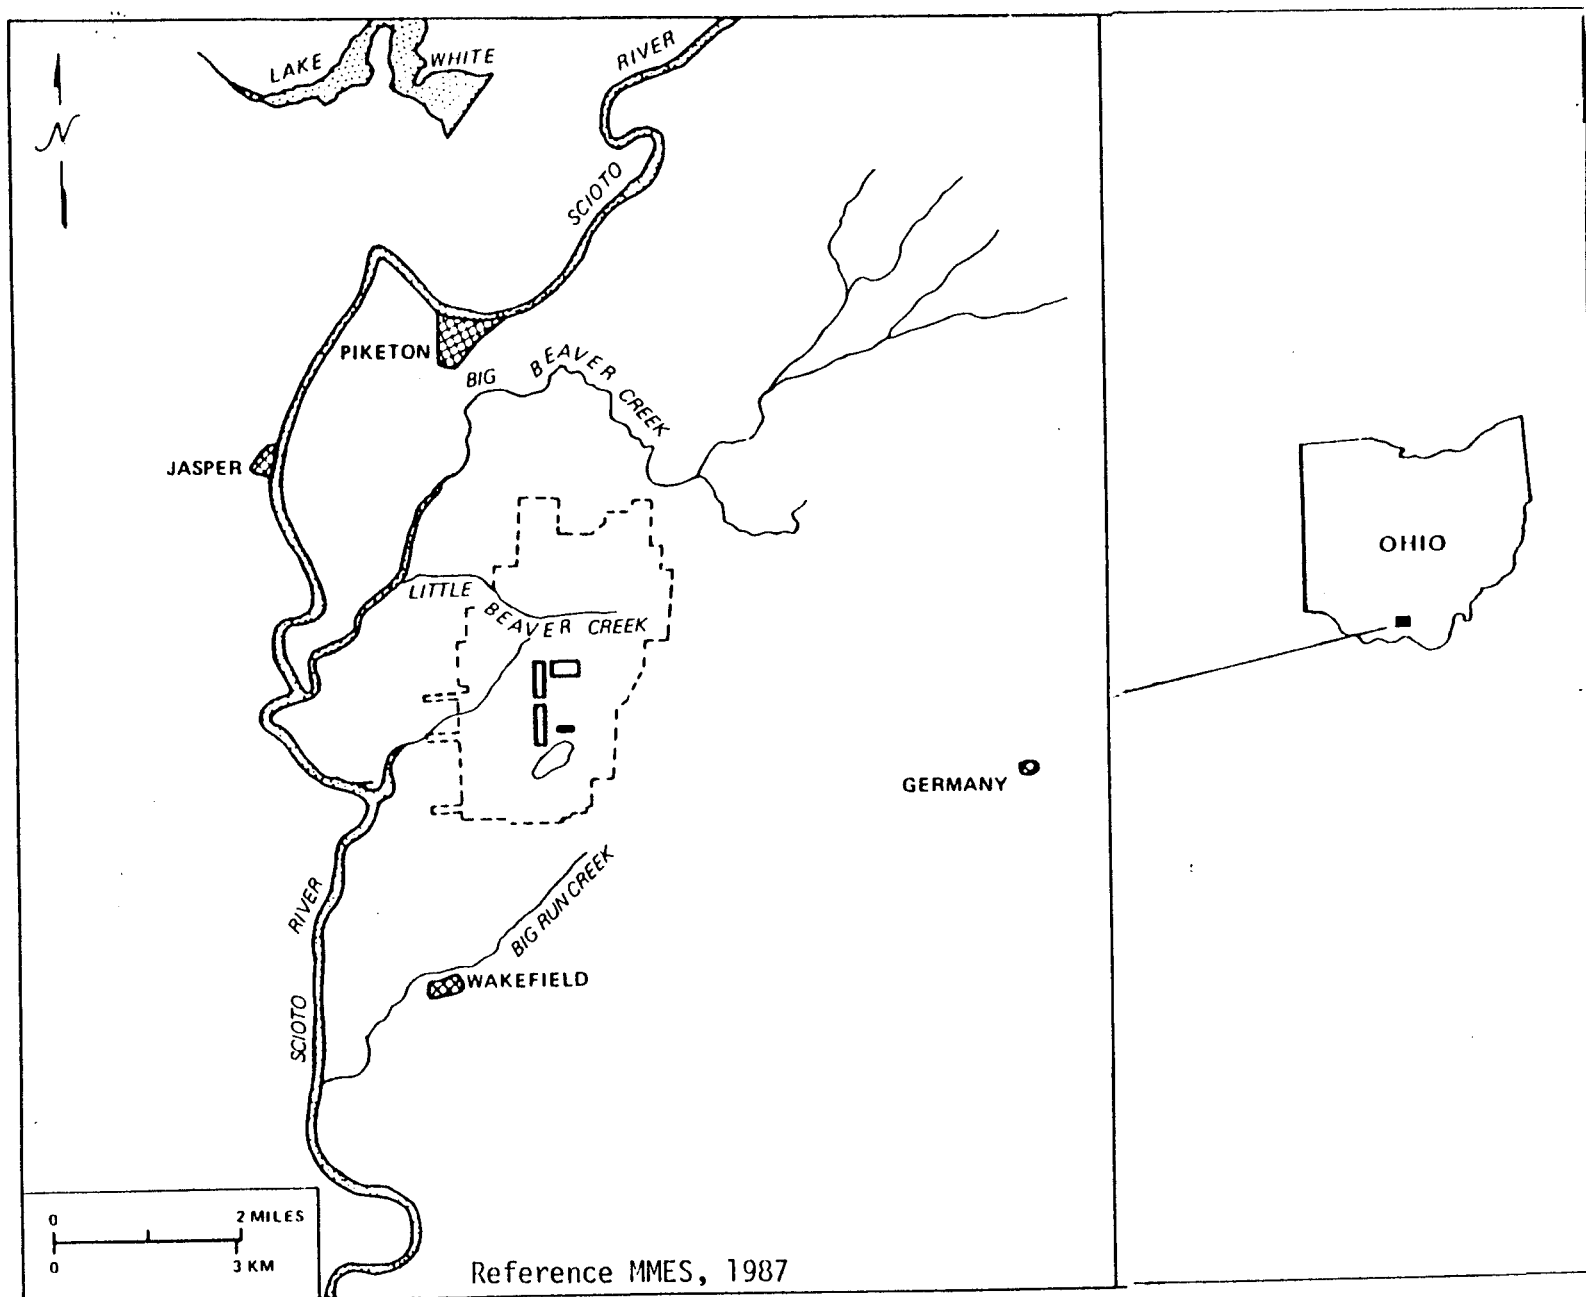 LAKE WHITE
RIVER
N
SCIOTO
PIKETON
BIG BEAVER CREEK
JASPER
OHIO
LITTLE BEAVER CREEK
GERMANY
RIVER
BIG RUN CREEK
WAKEFIELD
SCIOTO
0 2 MILES
0 3 KM
Reference MMES, 1987